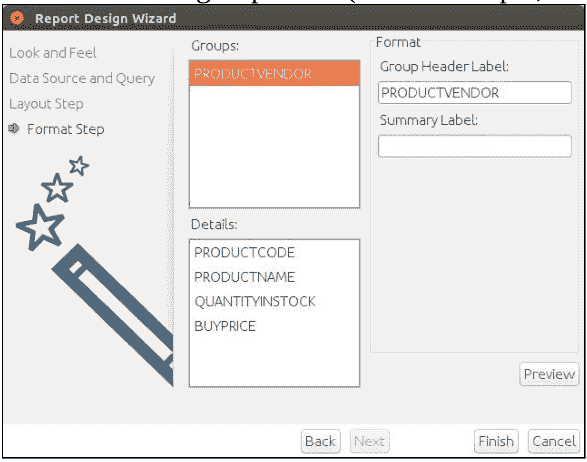 Report Design Wizard
Look and Feel
Data Source and Query
Layout Step
Format Step
Groups:
PRODUCTVENDOR
Details:
PRODUCTCODE
PRODUCTNAME
QUANTITYINSTOCK
BUYPRICE
Format
Group Header Label:
PRODUCTVENDOR
Summary Label:
Preview
Back Next Finish Cancel